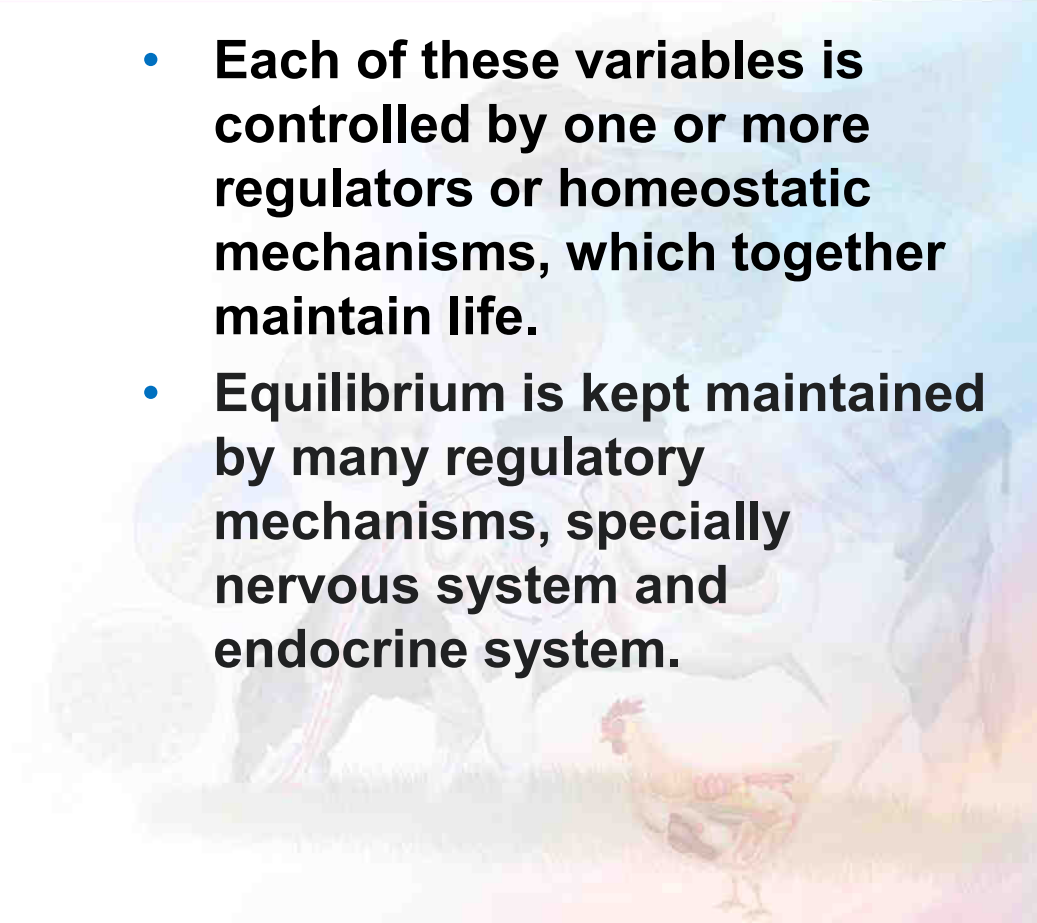 • Each of these variables is
controlled by one or more
regulators or homeostatic
mechanisms, which together
maintain life.
• Equilibrium is kept maintained
by many regulatory
mechanisms, specially
nervous system and
endocrine system.